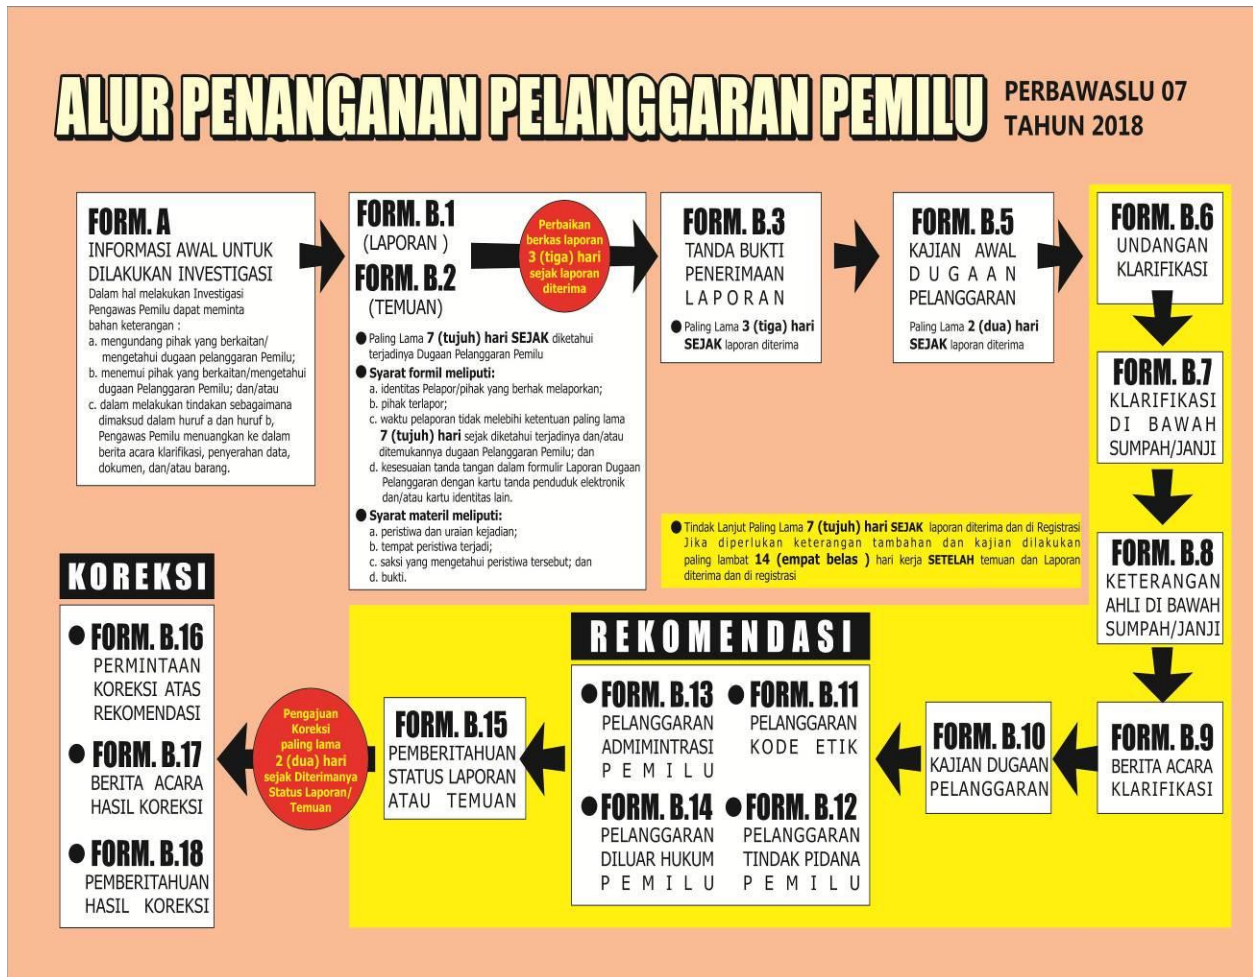 ALUR PENANGANAN PELANGGARAN PEMILU
PERBAWASLU 07
TAHUN 2018
FORM. A
INFORMASI AWAL UNTUK
DILAKUKAN INVESTIGASI
Dalam hal melakukan Investigasi
Pengawas Pemilu dapat meminta
bahan keterangan :
a. mengundang pihak yang berkaitan/
mengetahui dugaan pelanggaran Pemilu;
b. menemui pihak yang berkaitan/mengetahui
dugaan Pelanggaran Pemilu; dan/atau
c. dalam melakukan tindakan sebagaimana
dimaksud dalam huruf a dan huruf b,
Pengawas Pemilu menuangkan ke dalam
berita acara klarifikasi, penyerahan data,
dokumen, dan/atau barang.
FORM. B.1
(LAPORAN )
FORM. B.2
(TEMUAN)
Perbaikan
berkas laporan
3 (tiga) hari
sejak laporan
diterima
● Paling Lama 7 (tujuh) hari SEJAK diketahui
terjadinya Dugaan Pelanggaran Pemilu
● Syarat formil meliputi:
a. identitas Pelapor/pihak yang berhak melaporkan;
b. pihak terlapor;
c. waktu pelaporan tidak melebihi ketentuan paling lama
7 (tujuh) hari sejak diketahui terjadinya dan/atau
ditemukannya dugaan Pelanggaran Pemilu; dan
d. kesesuaian tanda tangan dalam formulir Laporan Dugaan
Pelanggaran dengan kartu tanda penduduk elektronik
dan/atau kartu identitas lain.
● Syarat materil meliputi:
a. peristiwa dan uraian kejadian;
b. tempat peristiwa terjadi;
c. saksi yang mengetahui peristiwa tersebut; dan
d. bukti.
FORM. B.3
TANDA BUKTI
PENERIMAAN
LAPORAN
● Paling Lama 3 (tiga) hari
SEJAK laporan diterima
FORM. B.5
KAJIAN AWAL
DUGAAN
PELANGGARAN
Paling Lama 2 (dua) hari
SEJAK laporan diterima
FORM. B.6
UNDANGAN
KLARIFIKASI
FORM. B.7
KLARIFIKASI
DI BAWAH
SUMPAH/JANJI
● Tindak Lanjut Paling Lama 7 (tujuh) hari SEJAK laporan diterima dan di Registrasi
Jika diperlukan keterangan tambahan dan kajian dilakukan
paling lambat 14 (empat belas ) hari kerja SETELAH temuan dan Laporan
diterima dan di registrasi
FORM. B.8
KETERANGAN
AHLI DI BAWAH
SUMPAH/JANJI
FORM. B.9
BERITA ACARA
KLARIFIKASI
FORM. B.10
KAJIAN DUGAAN
PELANGGARAN
REKOMENDASI
● FORM. B.13
PELANGGARAN
ADMIMINTRASI
PEMILU
● FORM. B.11
PELANGGARAN
KODE ETIK
● FORM. B.14
PELANGGARAN
DILUAR HUKUM
PEMILU
● FORM. B.12
PELANGGARAN
TINDAK PIDANA
PEMILU
FORM. B.15
PEMBERITAHUAN
STATUS LAPORAN
ATAU TEMUAN
Pengajuan
Koreksi
paling lama
2 (dua) hari
sejak Diterimanya
Status Laporan/
Temuan
KOREKSI
● FORM. B.16
PERMINTAAN
KOREKSI ATAS
REKOMENDASI
● FORM. B.17
BERITA ACARA
HASIL KOREKSI
● FORM. B.18
PEMBERITAHUAN
HASIL KOREKSI